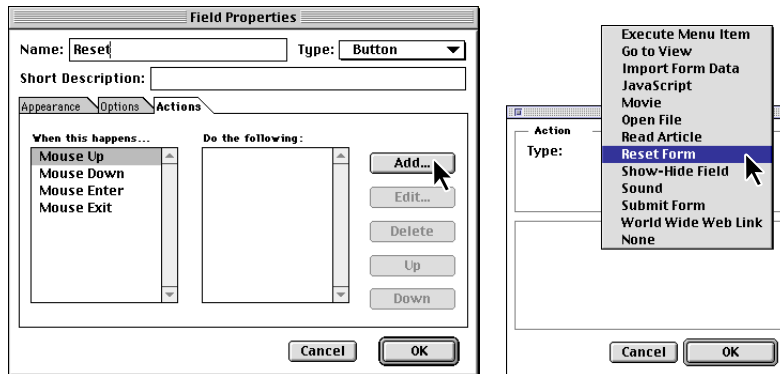 Field Properties
Name: Reset Type: Button
Short Description:
Appearance Options Actions
When this happens... Do the following:
Mouse Up
Mouse Down
Mouse Enter
Mouse Exit
Add...
Edit...
Delete
Up
Down
Cancel OK
Action
Type:
Execute Menu Item
Go to View
Import Form Data
JavaScript
Movie
Open File
Read Article
Reset Form
Show-Hide Field
Sound
Submit Form
World Wide Web Link
None
Cancel OK